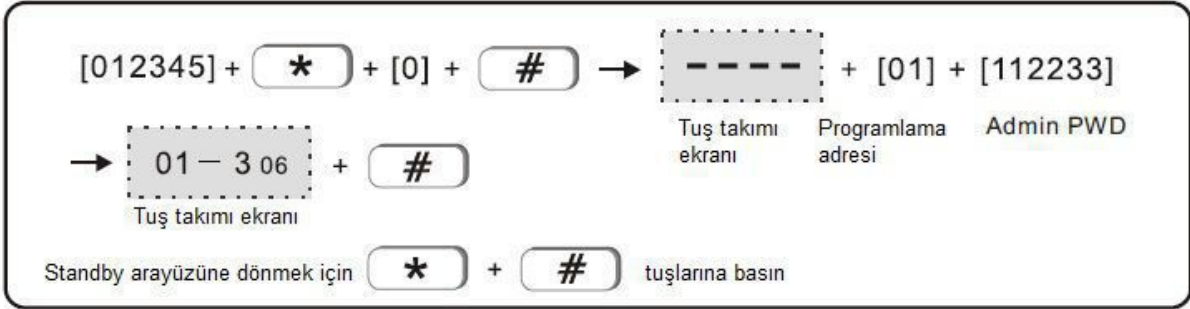 [012345] + * + [0] + # → ---- + [01] + [112233]
Tuş takımı ekranı
Programlama adresi
Admin PWD
→ 01 — 3 06 + #
Tuş takımı ekranı
Standby arayüzüne dönmek için * + # tuşlarına basın